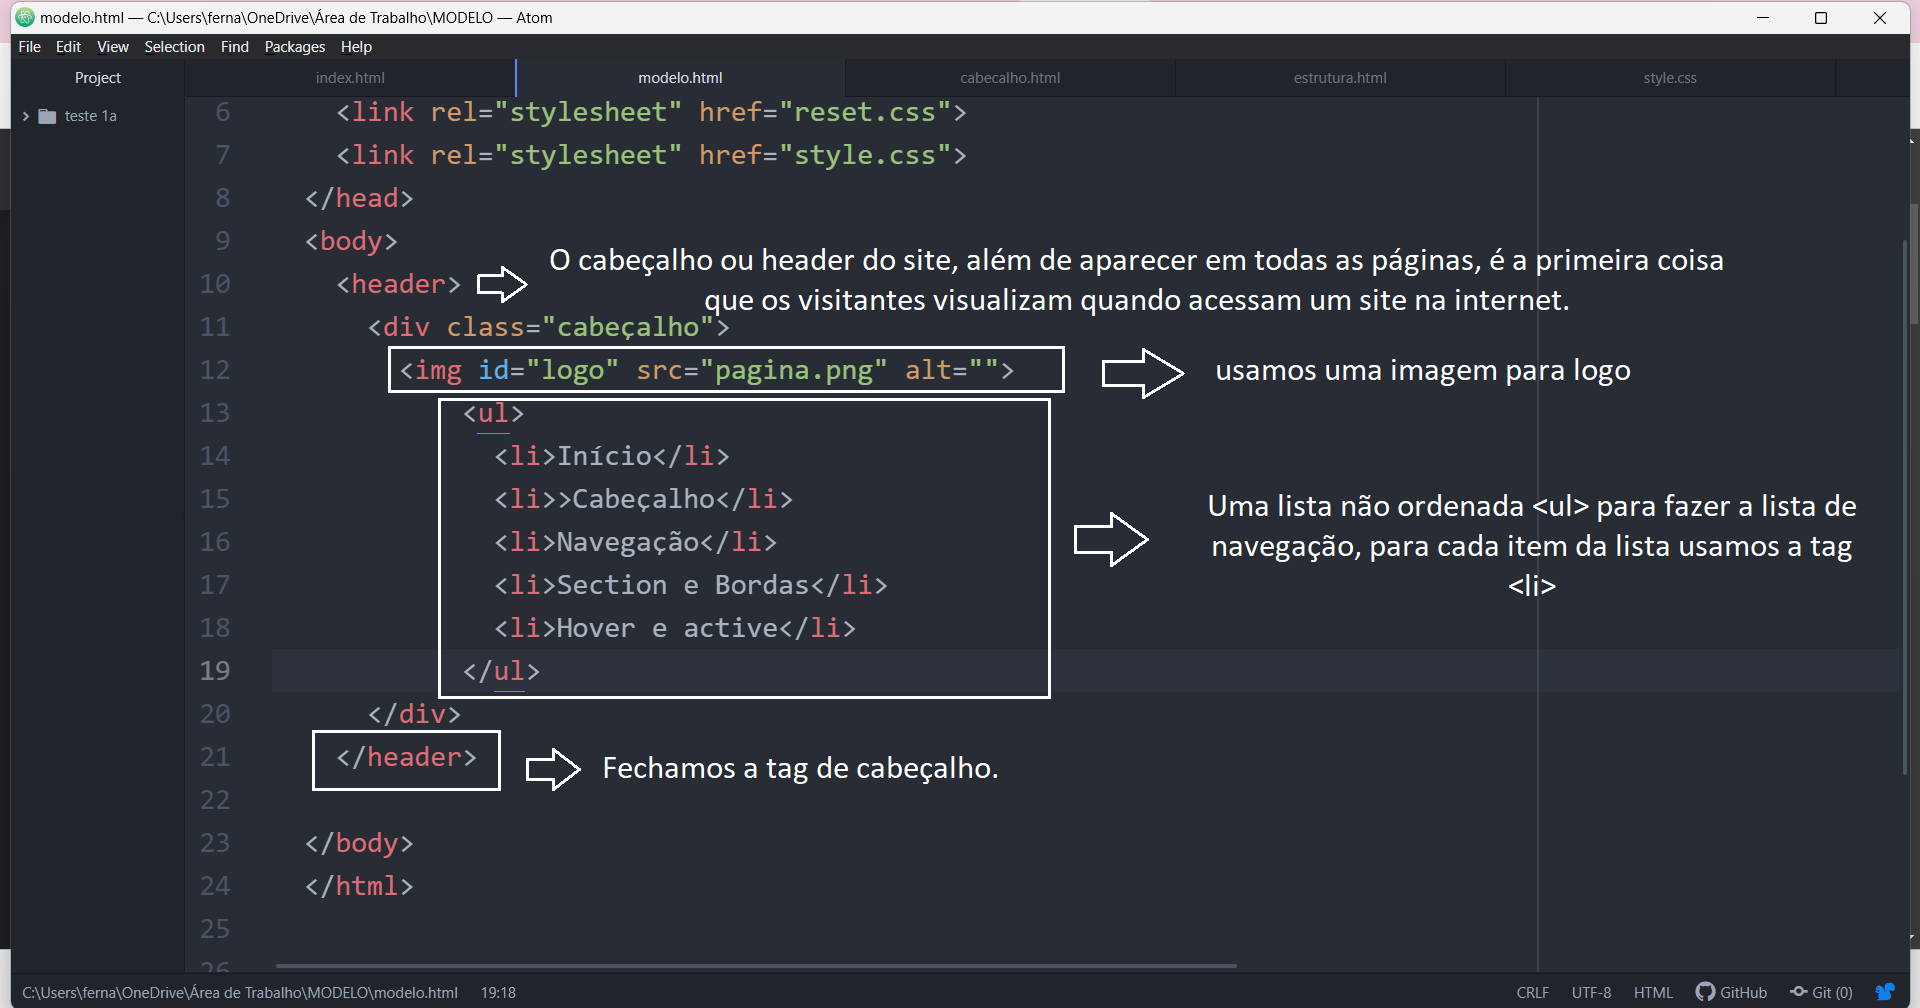 modelo.html — C:\Users\ferna\OneDrive\Área de Trabalho\MODELO — Atom
File Edit View Selection Find Packages Help
Project
index.html modelo.html cabecalho.html estrutura.html style.css
teste 1a
6 <link rel="stylesheet" href="reset.css">
7 <link rel="stylesheet" href="style.css">
8 </head>
9 <body>
O cabeçalho ou header do site, além de aparecer em todas as páginas, é a primeira coisa
10 <header>
que os visitantes visualizam quando acessam um site na internet.
11 <div class="cabeçalho">
12 <img id="logo" src="pagina.png" alt="">
usamos uma imagem para logo
13 <ul>
14 <li>Início</li>
15 <li>>Cabeçalho</li>
16 <li>Navegação</li>
17 <li>Section e Bordas</li>
18 <li>Hover e active</li>
19 </ul>
Uma lista não ordenada <ul> para fazer a lista de
navegação, para cada item da lista usamos a tag
<li>
20 </div>
21 </header>
Fechamos a tag de cabeçalho.
22
23 </body>
24 </html>
25
26
C:\Users\ferna\OneDrive\Área de Trabalho\MODELO\modelo.html 19:18 CRLF UTF-8 HTML GitHub Git (0)